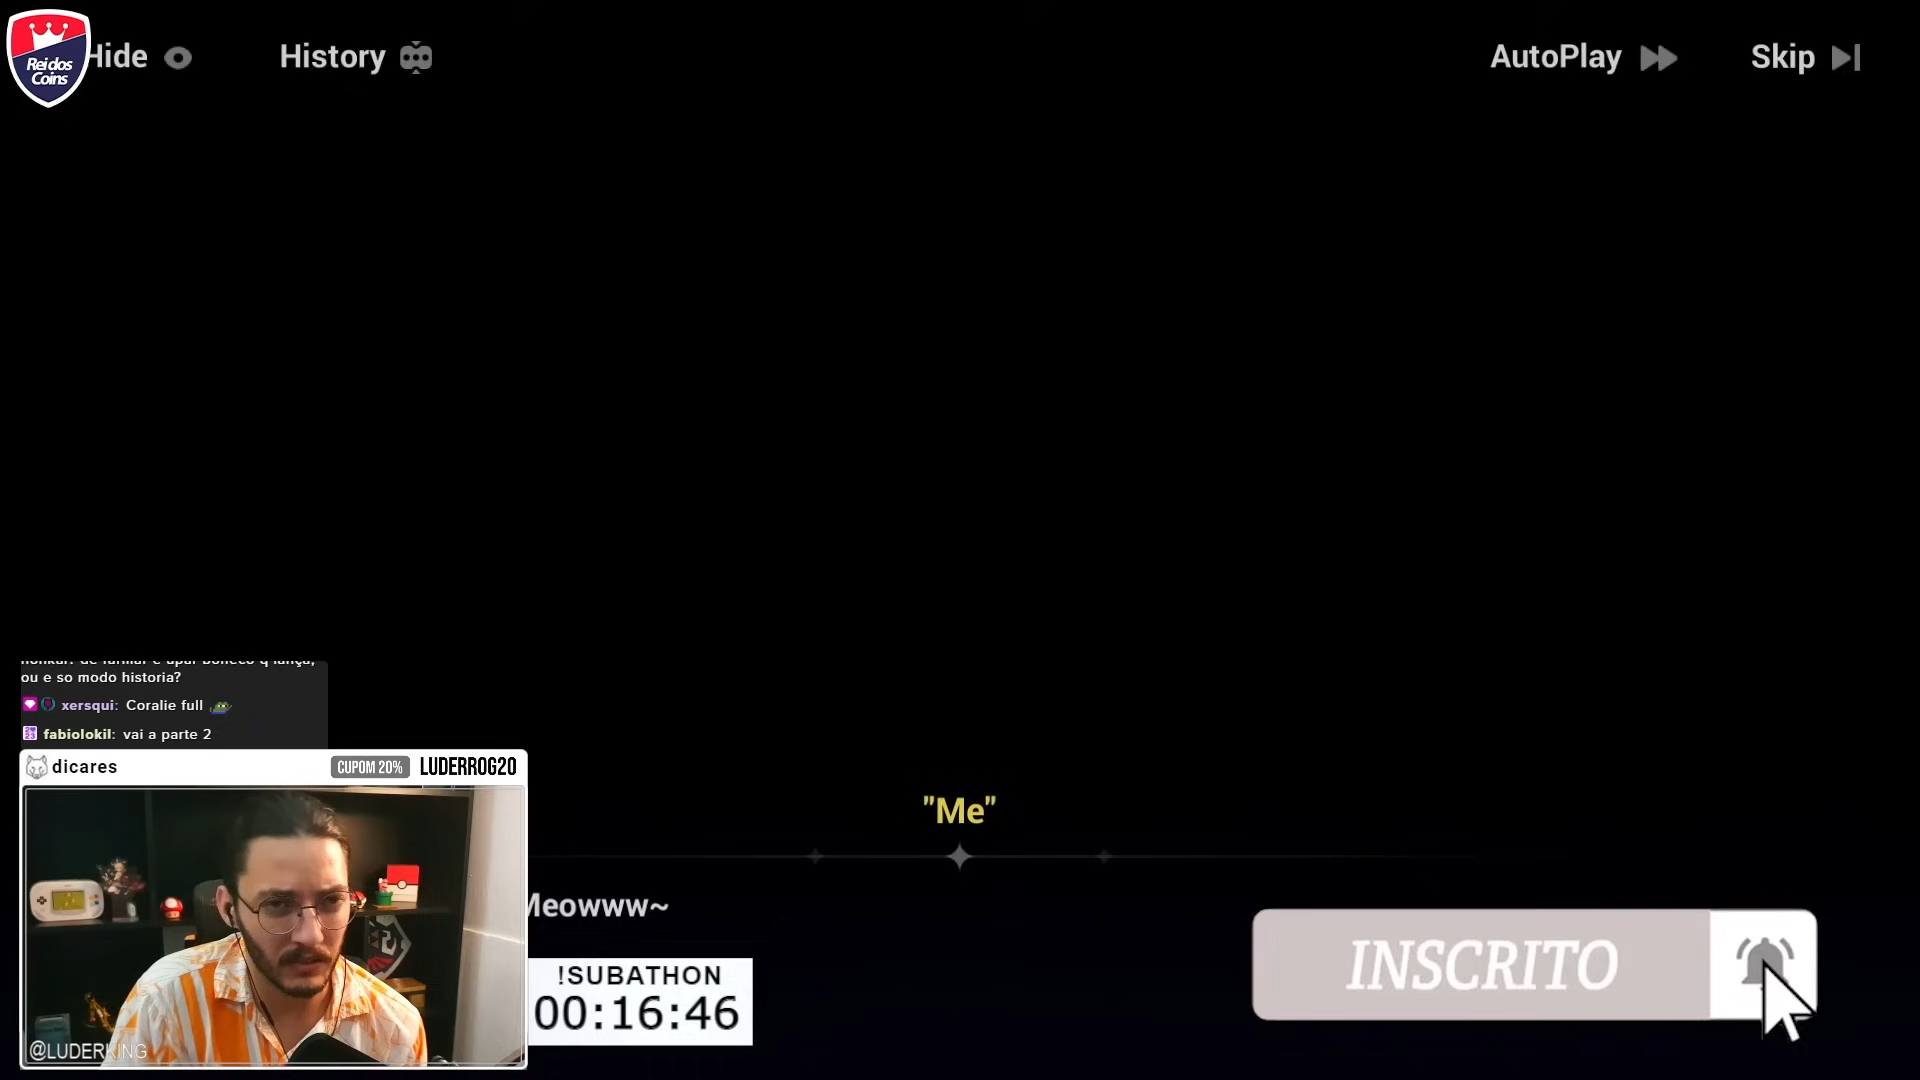 Hide
History
AutoPlay
Skip
Rei dos
Coins
ou e so modo historia?
xersqui: Coralie full
fabiolokil: vai a parte 2
dicares
CUPOM 20%
LUDERROG20
"Me"
Meowww~
!SUBATHON
00:16:46
INSCRITO
@LUDERKING